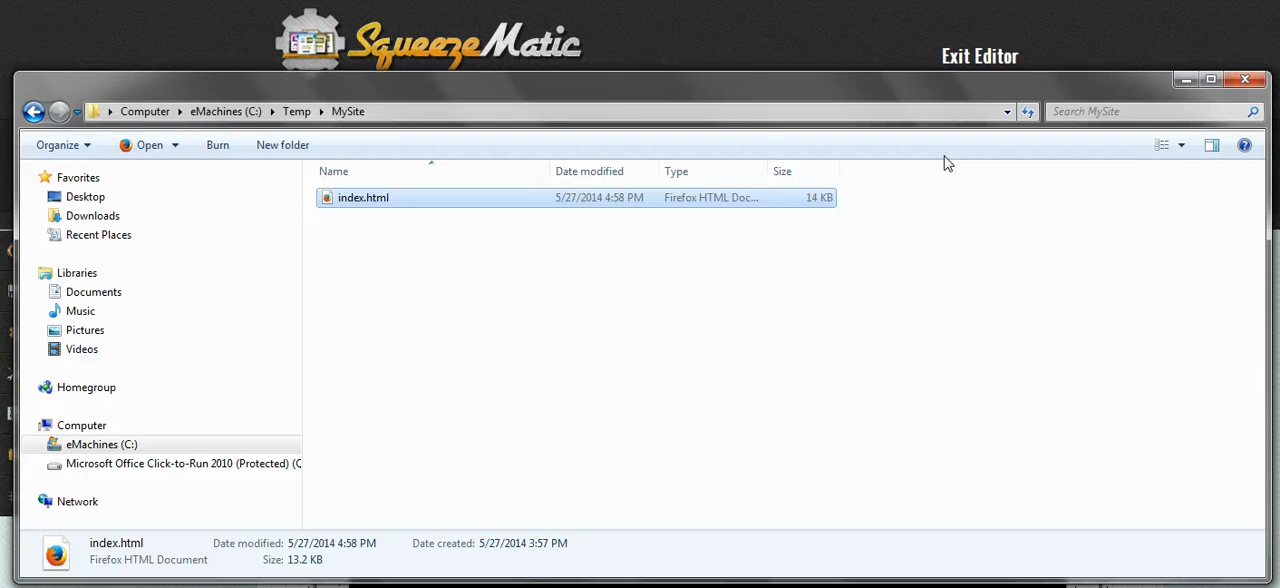 SqueezeMatic
Exit Editor
Computer eMachines (C:) Temp MySite
Search MySite
Organize Open Burn New folder
Name Date modified Type Size
index.html 5/27/2014 4:58 PM Firefox HTML Doc... 14 KB
Favorites
Desktop
Downloads
Recent Places
Libraries
Documents
Music
Pictures
Videos
Homegroup
Computer
eMachines (C:)
Microsoft Office Click-to-Run 2010 (Protected) (Q
Network
index.html Date modified: 5/27/2014 4:58 PM Date created: 5/27/2014 3:57 PM
Firefox HTML Document Size: 13.2 KB